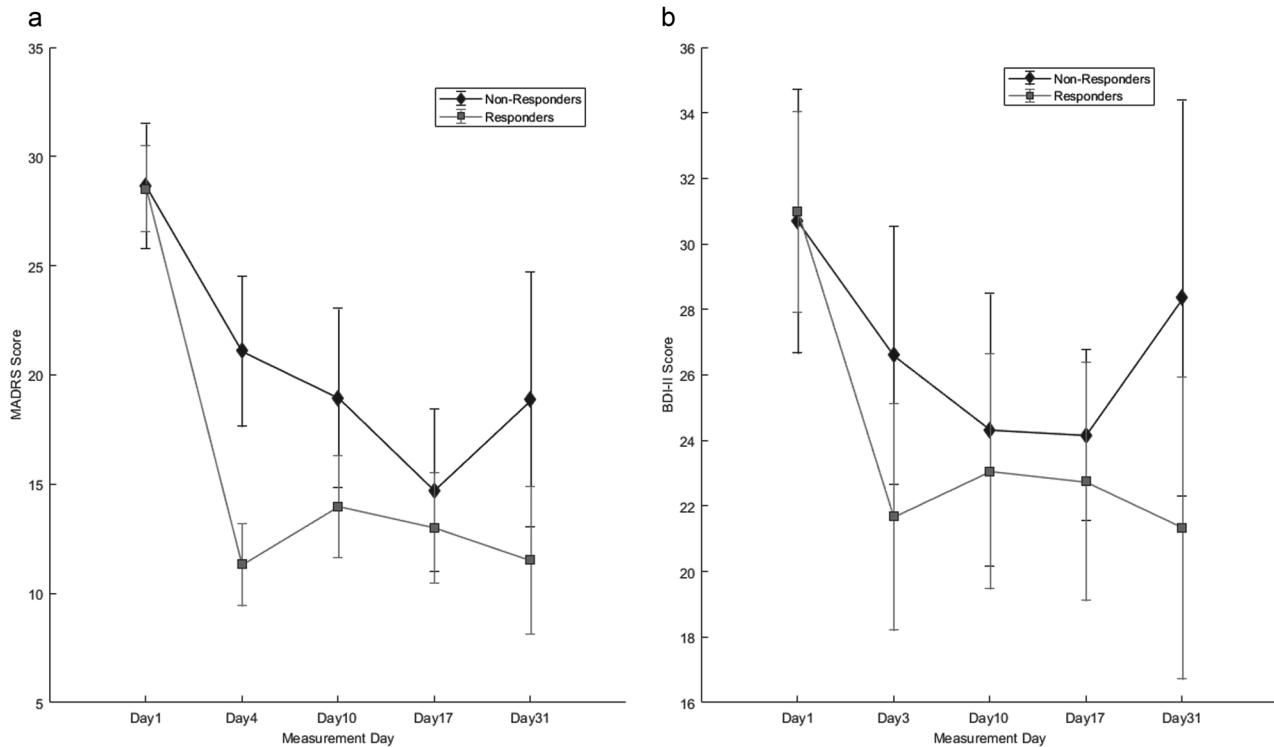 a
MADRS Score
35
30
25
20
15
10
5
Non-Responders
Responders
Day1 Day4 Day10 Day17 Day31
Measurement Day
b
BDI-II Score
36
34
32
30
28
26
24
22
20
18
16
Non-Responders
Responders
Day1 Day3 Day10 Day17 Day31
Measurement Day